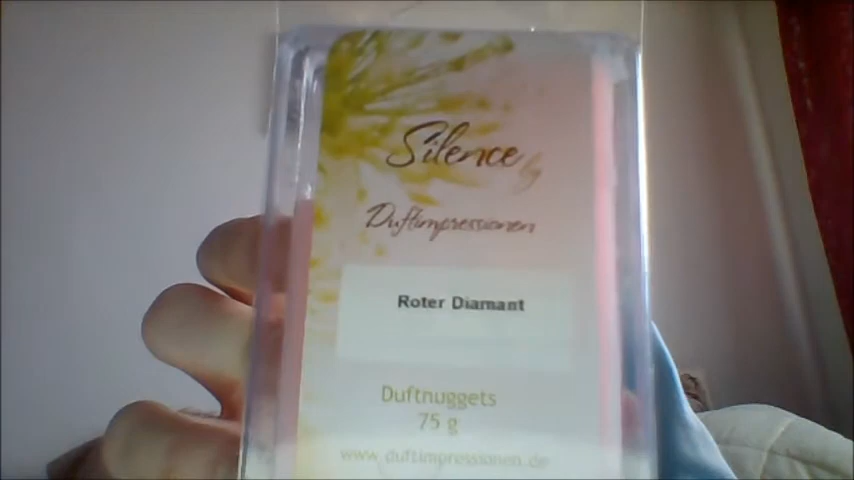 Silence by
Duftimpressionen
Roter Diamant
Duftnuggets
75 g
www.duftimpressionen.de